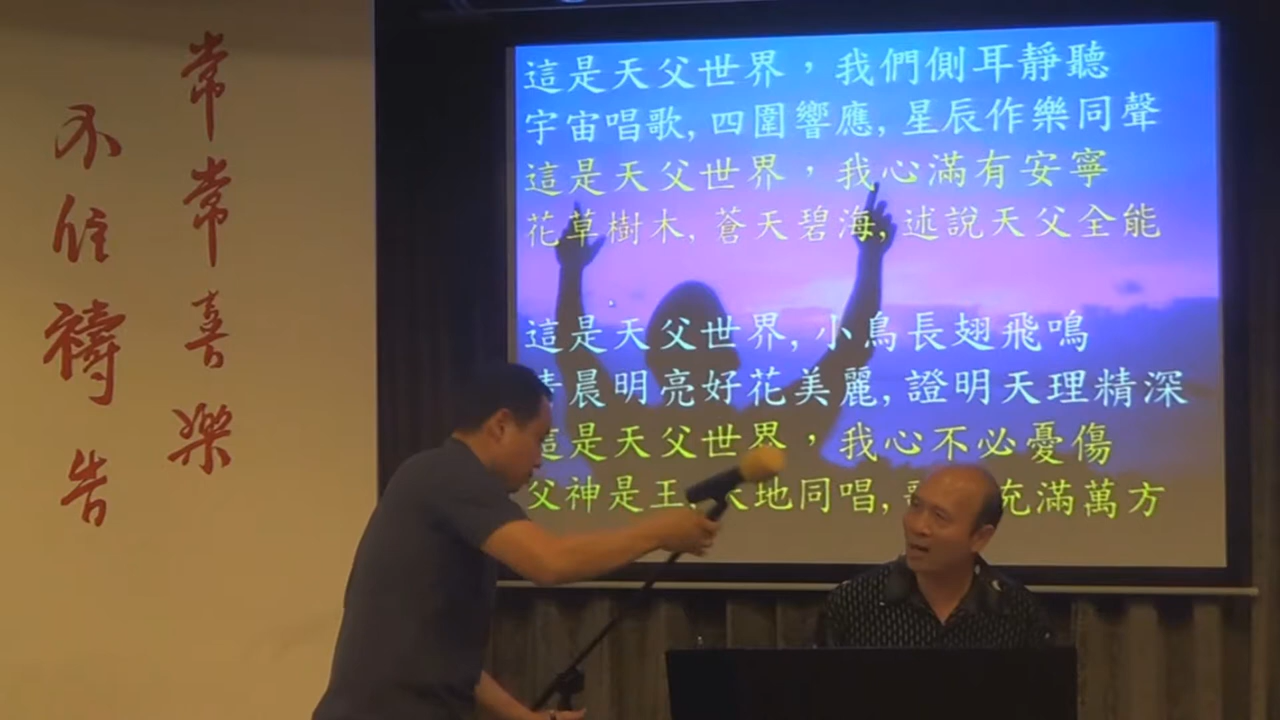 常常喜樂
不住禱告
這是天父世界，我們側耳靜聽
宇宙唱歌, 四圍響應, 星辰作樂同聲
這是天父世界，我心滿有安寧
花草樹木, 蒼天碧海, 述說天父全能
這是天父世界, 小鳥長翅飛鳴
晨明亮好花美麗, 證明天理精深
這是天父世界，我心不必憂傷
父神是王, 地同唱, 充滿萬方